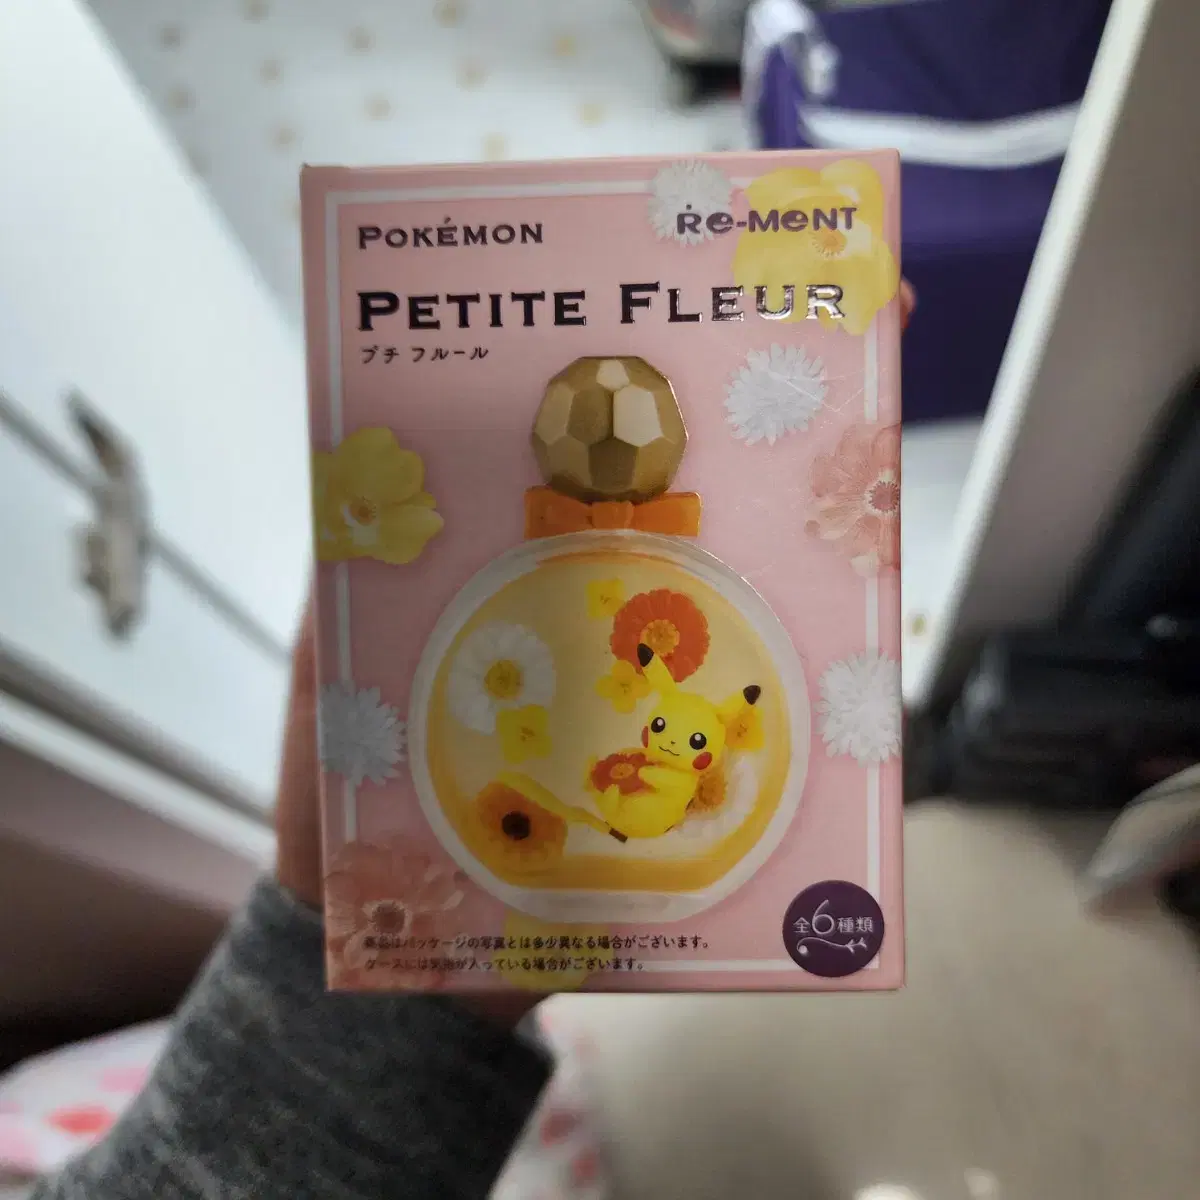 POKÉMON
Re-MeNT
PETITE FLEUR
プチ フルール
商品はパッケージの写真とは多少異なる場合がございます。
ケースには気泡が入っている場合がございます。
全6種類